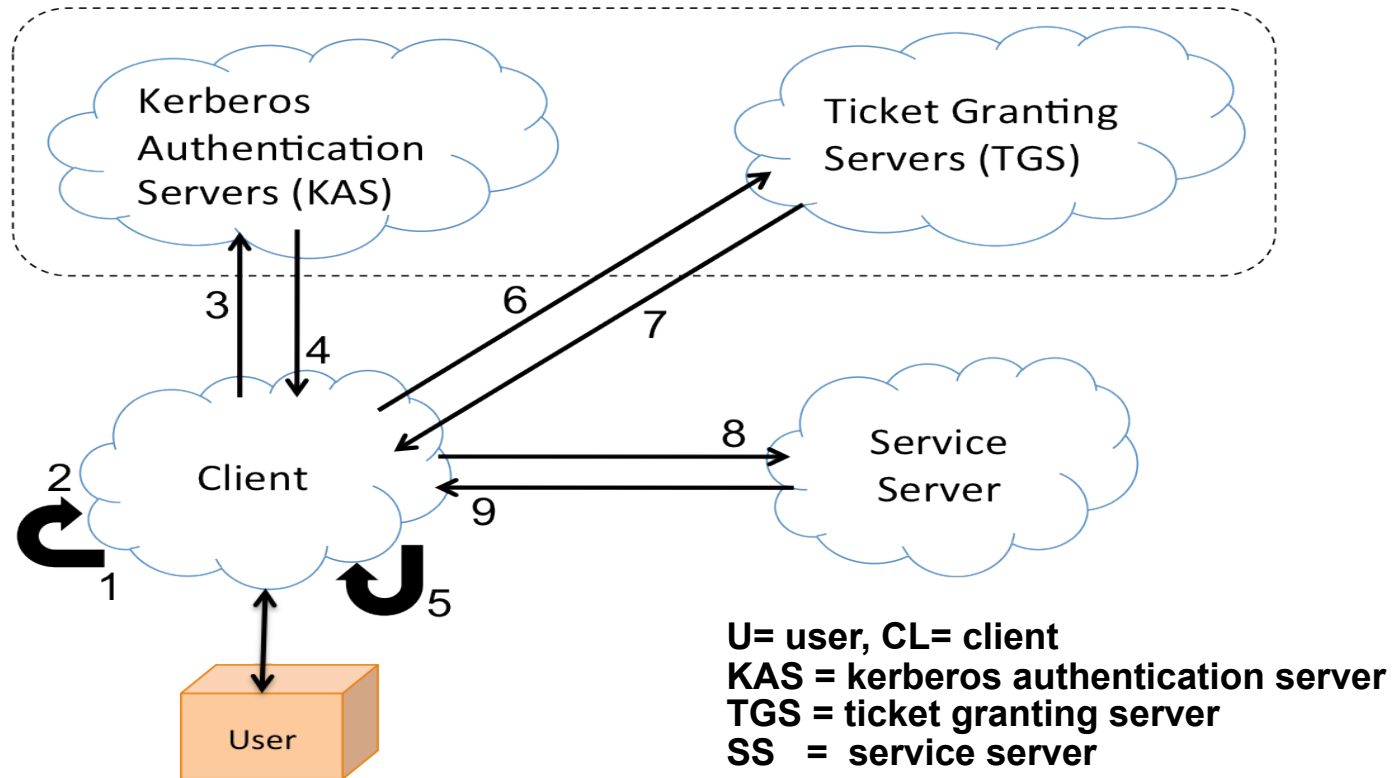 Kerberos
Authentication
Servers (KAS)
Ticket Granting
Servers (TGS)
3
4
6
7
Client
2
1
5
8
9
Service
Server
User
U= user, CL= client
KAS = kerberos authentication server
TGS = ticket granting server
SS = service server